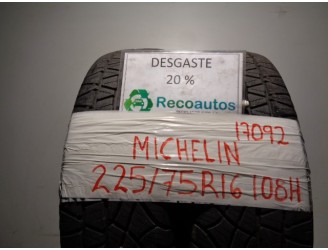 DESGASTE
20 %
Recoautos
17092
MICHELIN
225/75R16 108H